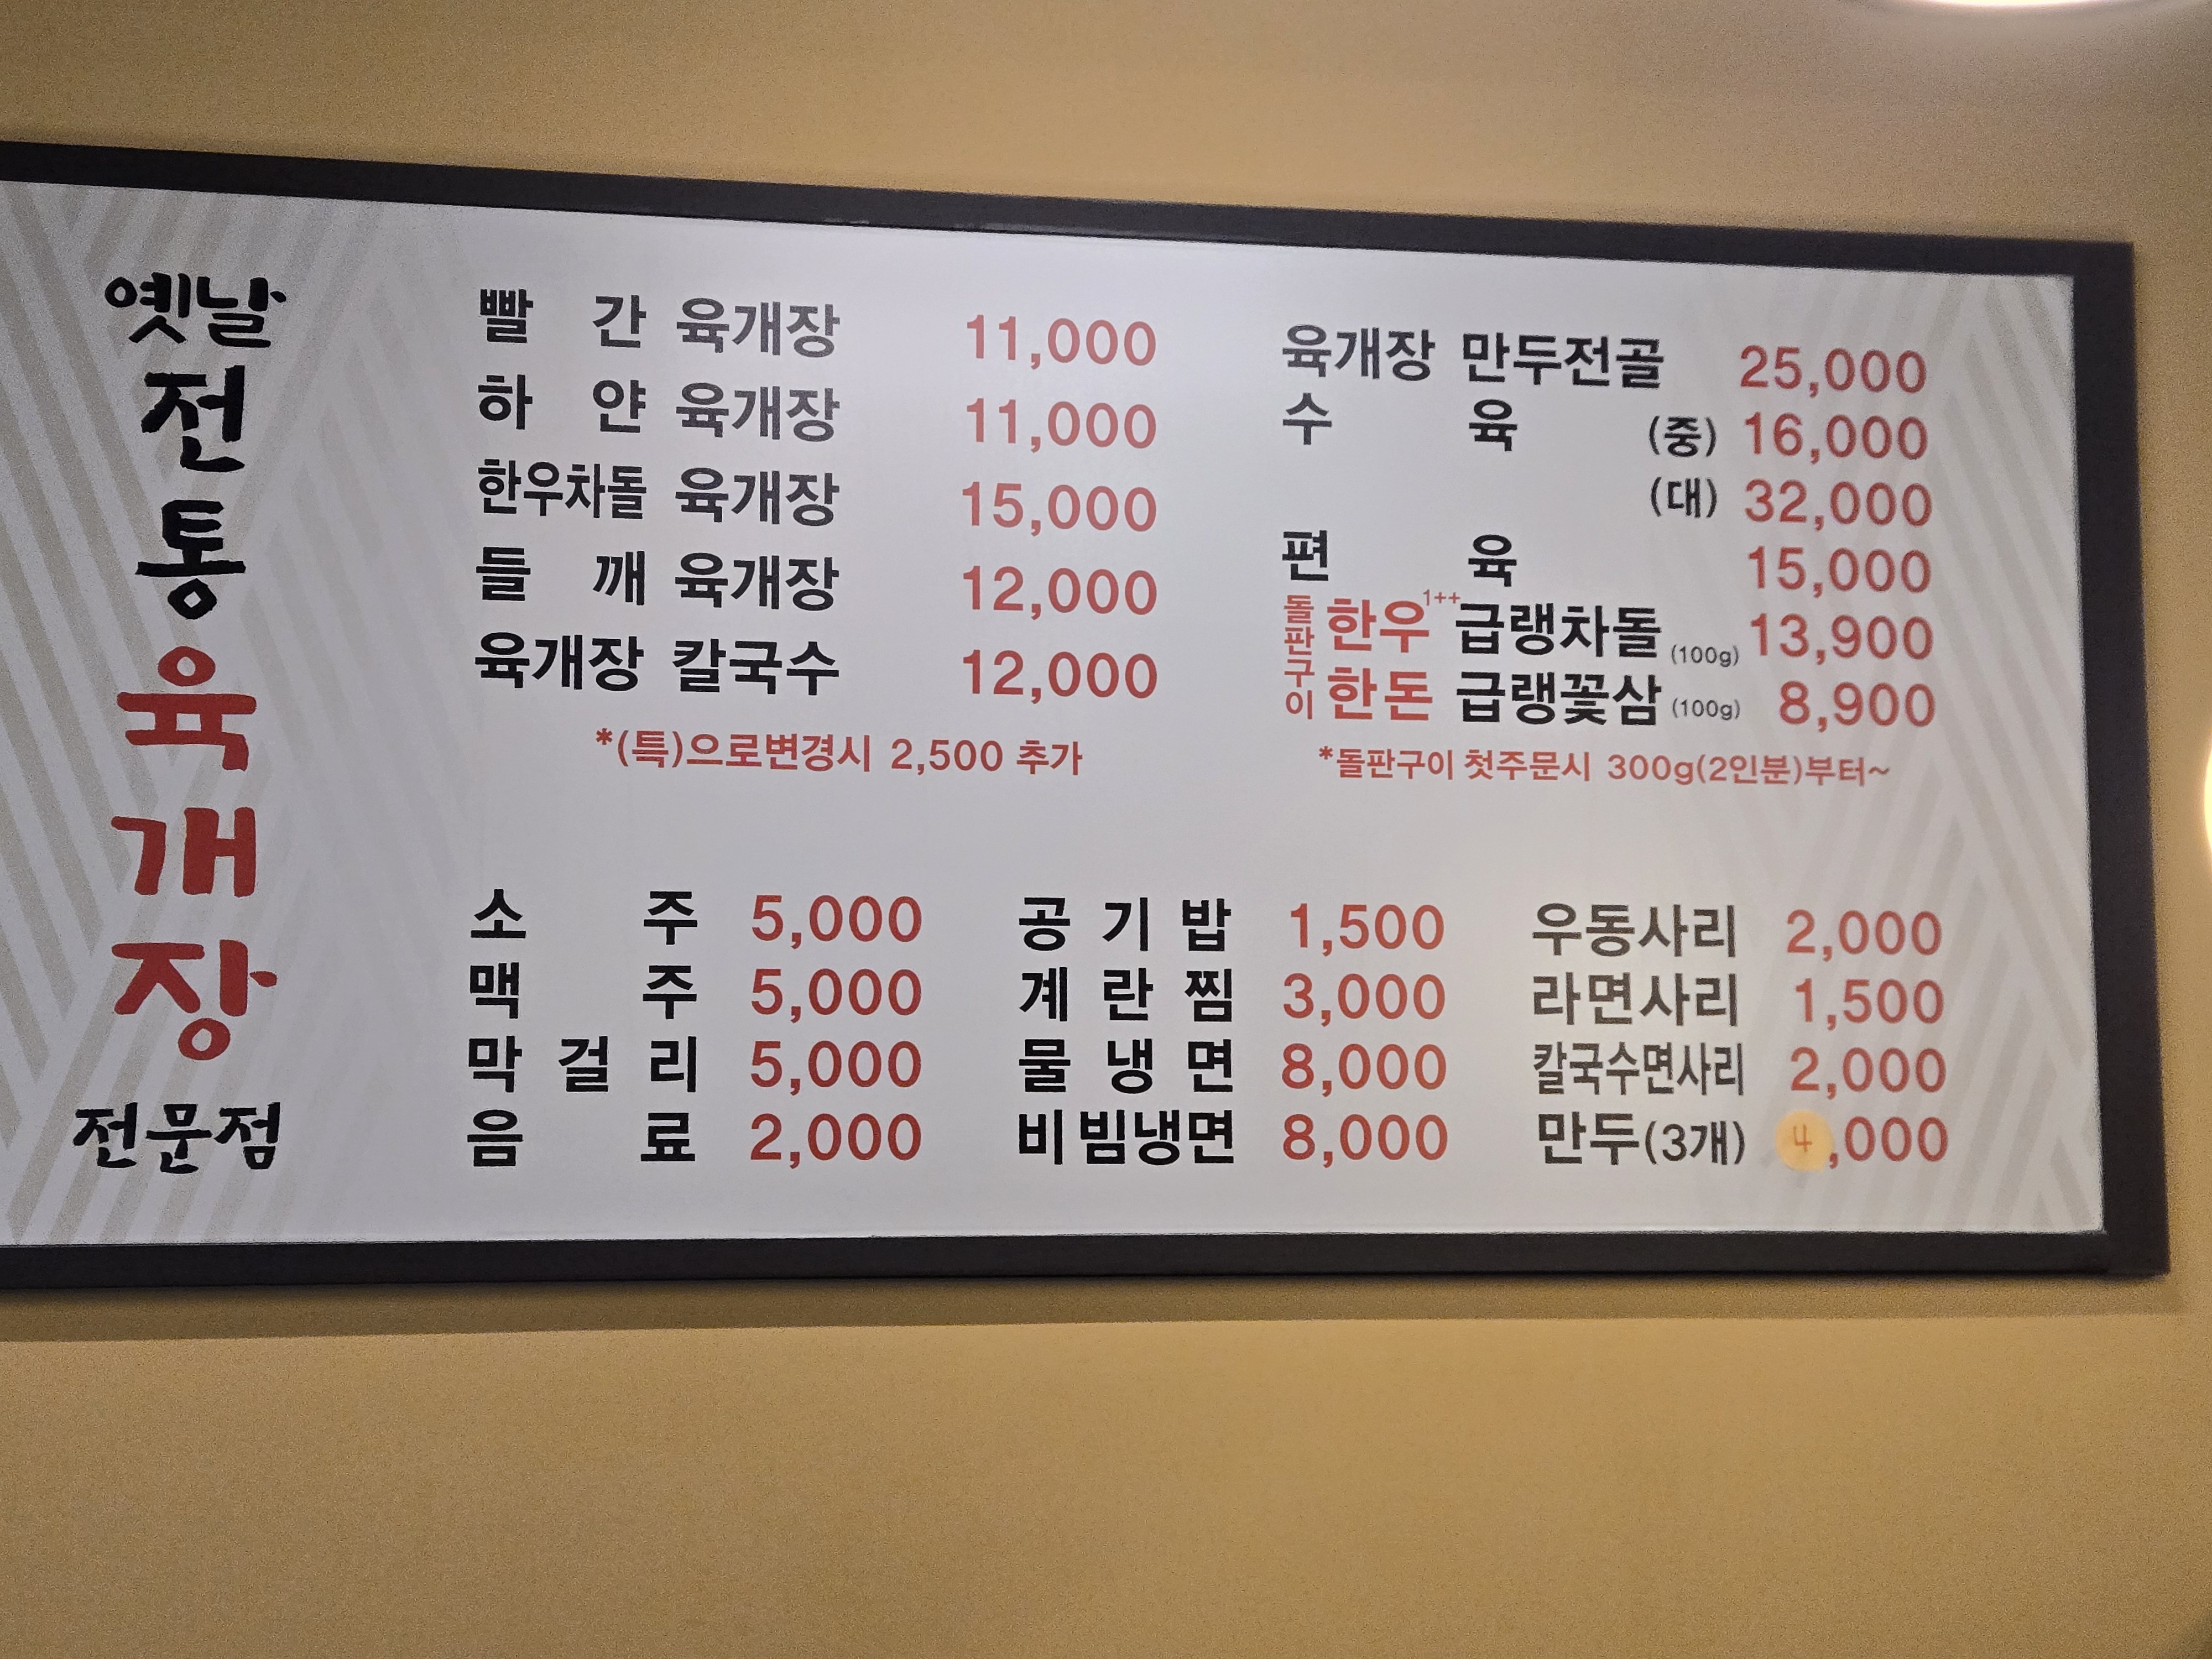 옛날
전
통
육
개
장
전문점
빨간 육개장 11,000
하얀 육개장 11,000
한우차돌 육개장 15,000
들깨 육개장 12,000
육개장 칼국수 12,000
*(특)으로변경시 2,500 추가
육개장 만두전골 25,000
수육 (중) 16,000
(대) 32,000
편육 15,000
돌판구이
한우 1++ 급랭차돌 (100g) 13,900
한돈 급랭꽃삼 (100g) 8,900
*돌판구이 첫주문시 300g(2인분)부터~
소주 5,000
맥주 5,000
막걸리 5,000
음료 2,000
공기밥 1,500
계란찜 3,000
물냉면 8,000
비빔냉면 8,000
우동사리 2,000
라면사리 1,500
칼국수면사리 2,000
만두(3개) 4,000